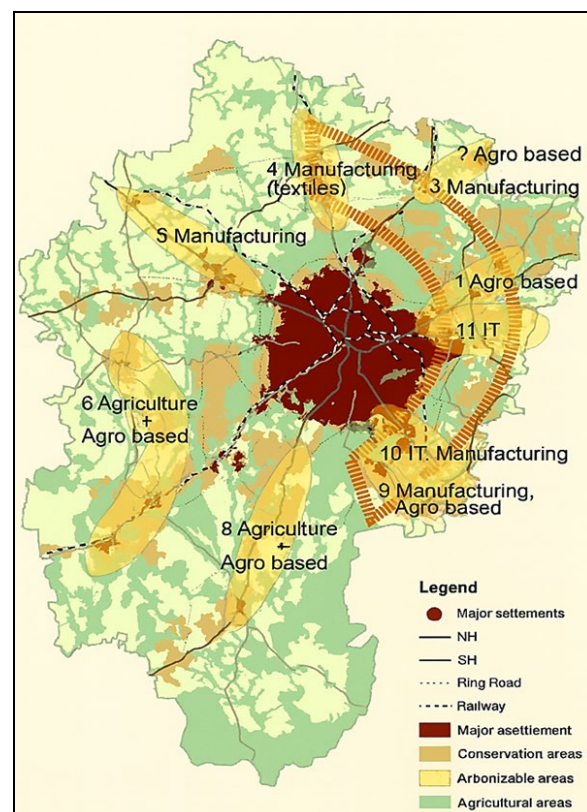 ? Agro based
4 Manufacturing
(textiles)
3 Manufacturing
5 Manufacturing
1 Agro based
11 IT
6 Agriculture
+
Agro based
10 IT. Manufacturing
9 Manufacturing,
Agro based
8 Agriculture
+
Agro based
Legend
Major settements
NH
SH
Ring Road
Railway
Major asettiement
Conservation areas
Arbonizable areas
Agricultural areas